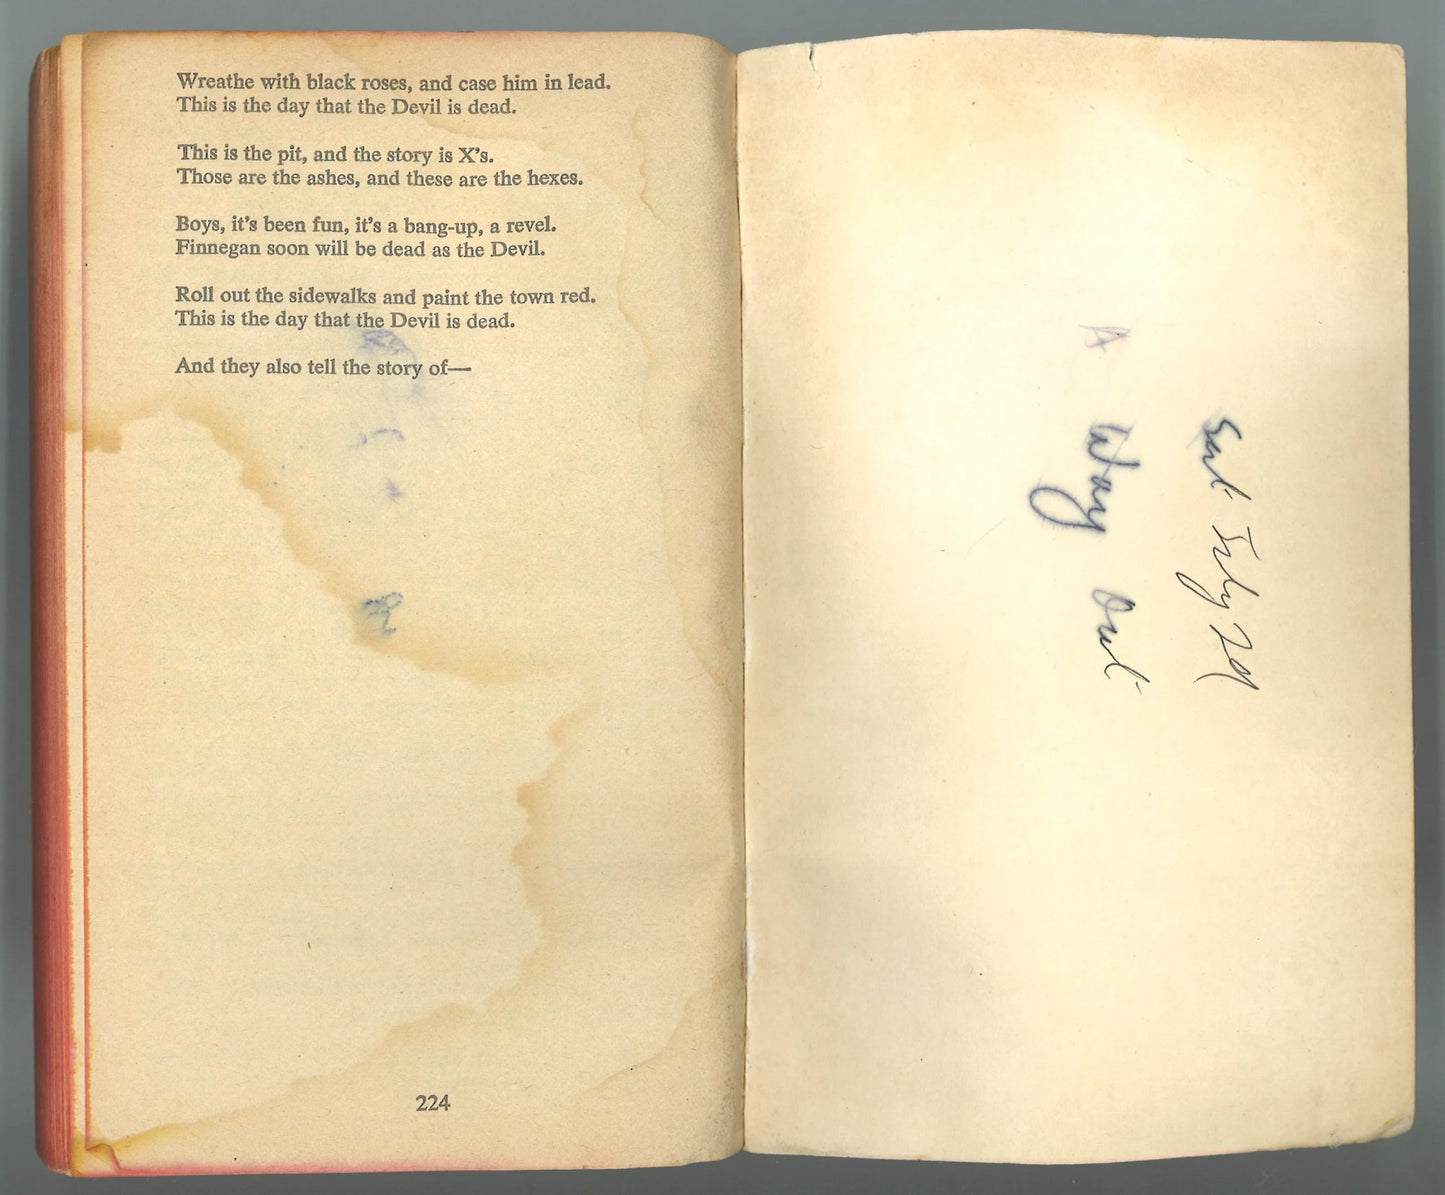 Wreathe with black roses, and case him in lead.
This is the day that the Devil is dead.
This is the pit, and the story is X's.
Those are the ashes, and these are the hexes.
Boys, it's been fun, it's a bang-up, a revel.
Finnegan soon will be dead as the Devil.
Roll out the sidewalks and paint the town red.
This is the day that the Devil is dead.
And they also tell the story of—
224
Sent July
A Way Out